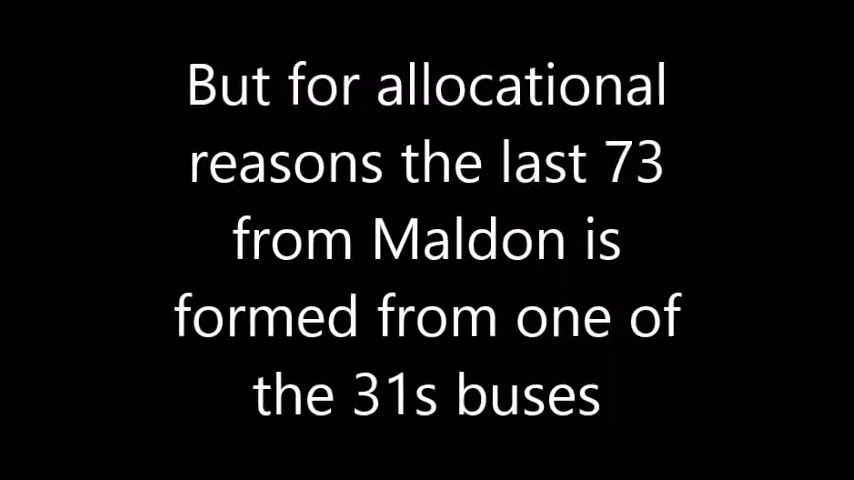 But for allocational
reasons the last 73
from Maldon is
formed from one of
the 31s buses